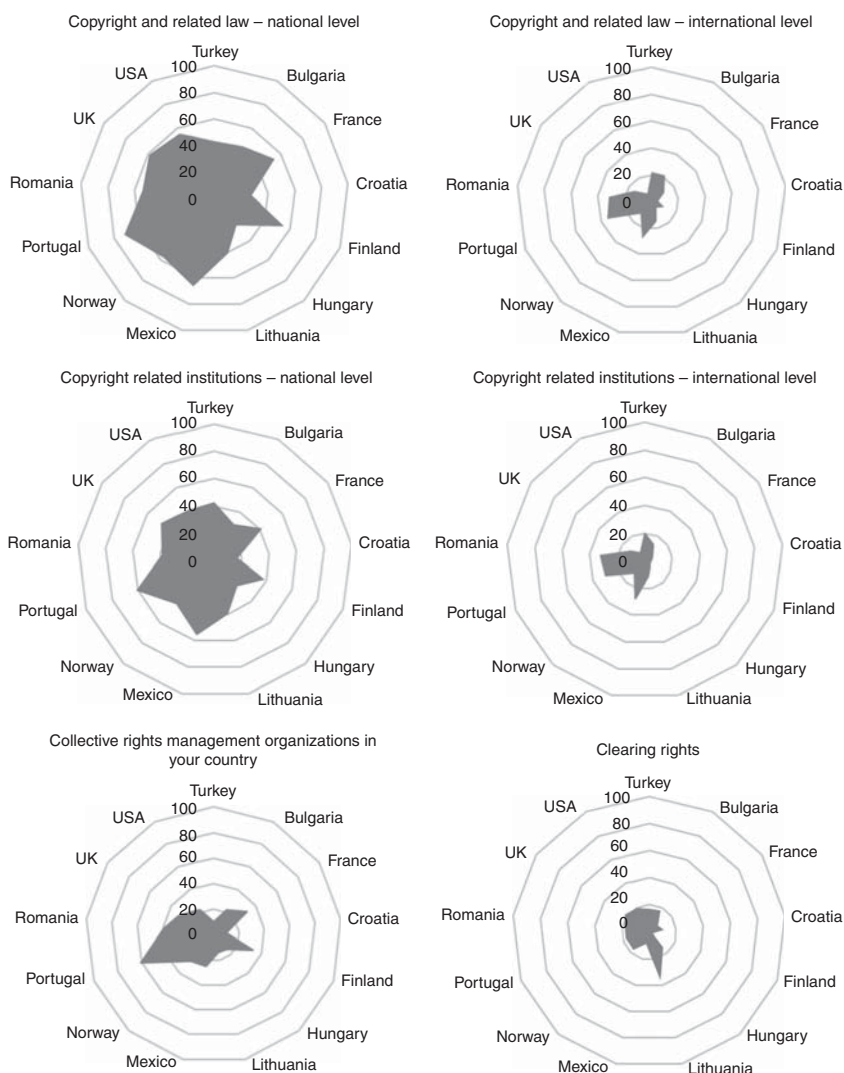 Copyright and related law – national level
Turkey
100
USA
Bulgaria
80
UK
60
France
40
Romania
20
Croatia
0
Portugal
Finland
Norway
Hungary
Mexico
Lithuania
Copyright and related law – international level
Turkey
100
USA
Bulgaria
80
UK
60
France
40
Romania
20
Croatia
0
Portugal
Finland
Norway
Hungary
Mexico
Lithuania
Copyright related institutions – national level
Turkey
100
USA
Bulgaria
80
UK
60
France
40
Romania
20
Croatia
0
Portugal
Finland
Norway
Hungary
Mexico
Lithuania
Copyright related institutions – international level
Turkey
100
USA
Bulgaria
80
UK
60
France
40
Romania
20
Croatia
0
Portugal
Finland
Norway
Hungary
Mexico
Lithuania
Collective rights management organizations in
your country
Turkey
100
USA
Bulgaria
80
UK
60
France
40
Romania
20
Croatia
0
Portugal
Finland
Norway
Hungary
Mexico
Lithuania
Clearing rights
Turkey
100
USA
Bulgaria
80
UK
60
France
40
Romania
20
Croatia
0
Portugal
Finland
Norway
Hungary
Mexico
Lithuania